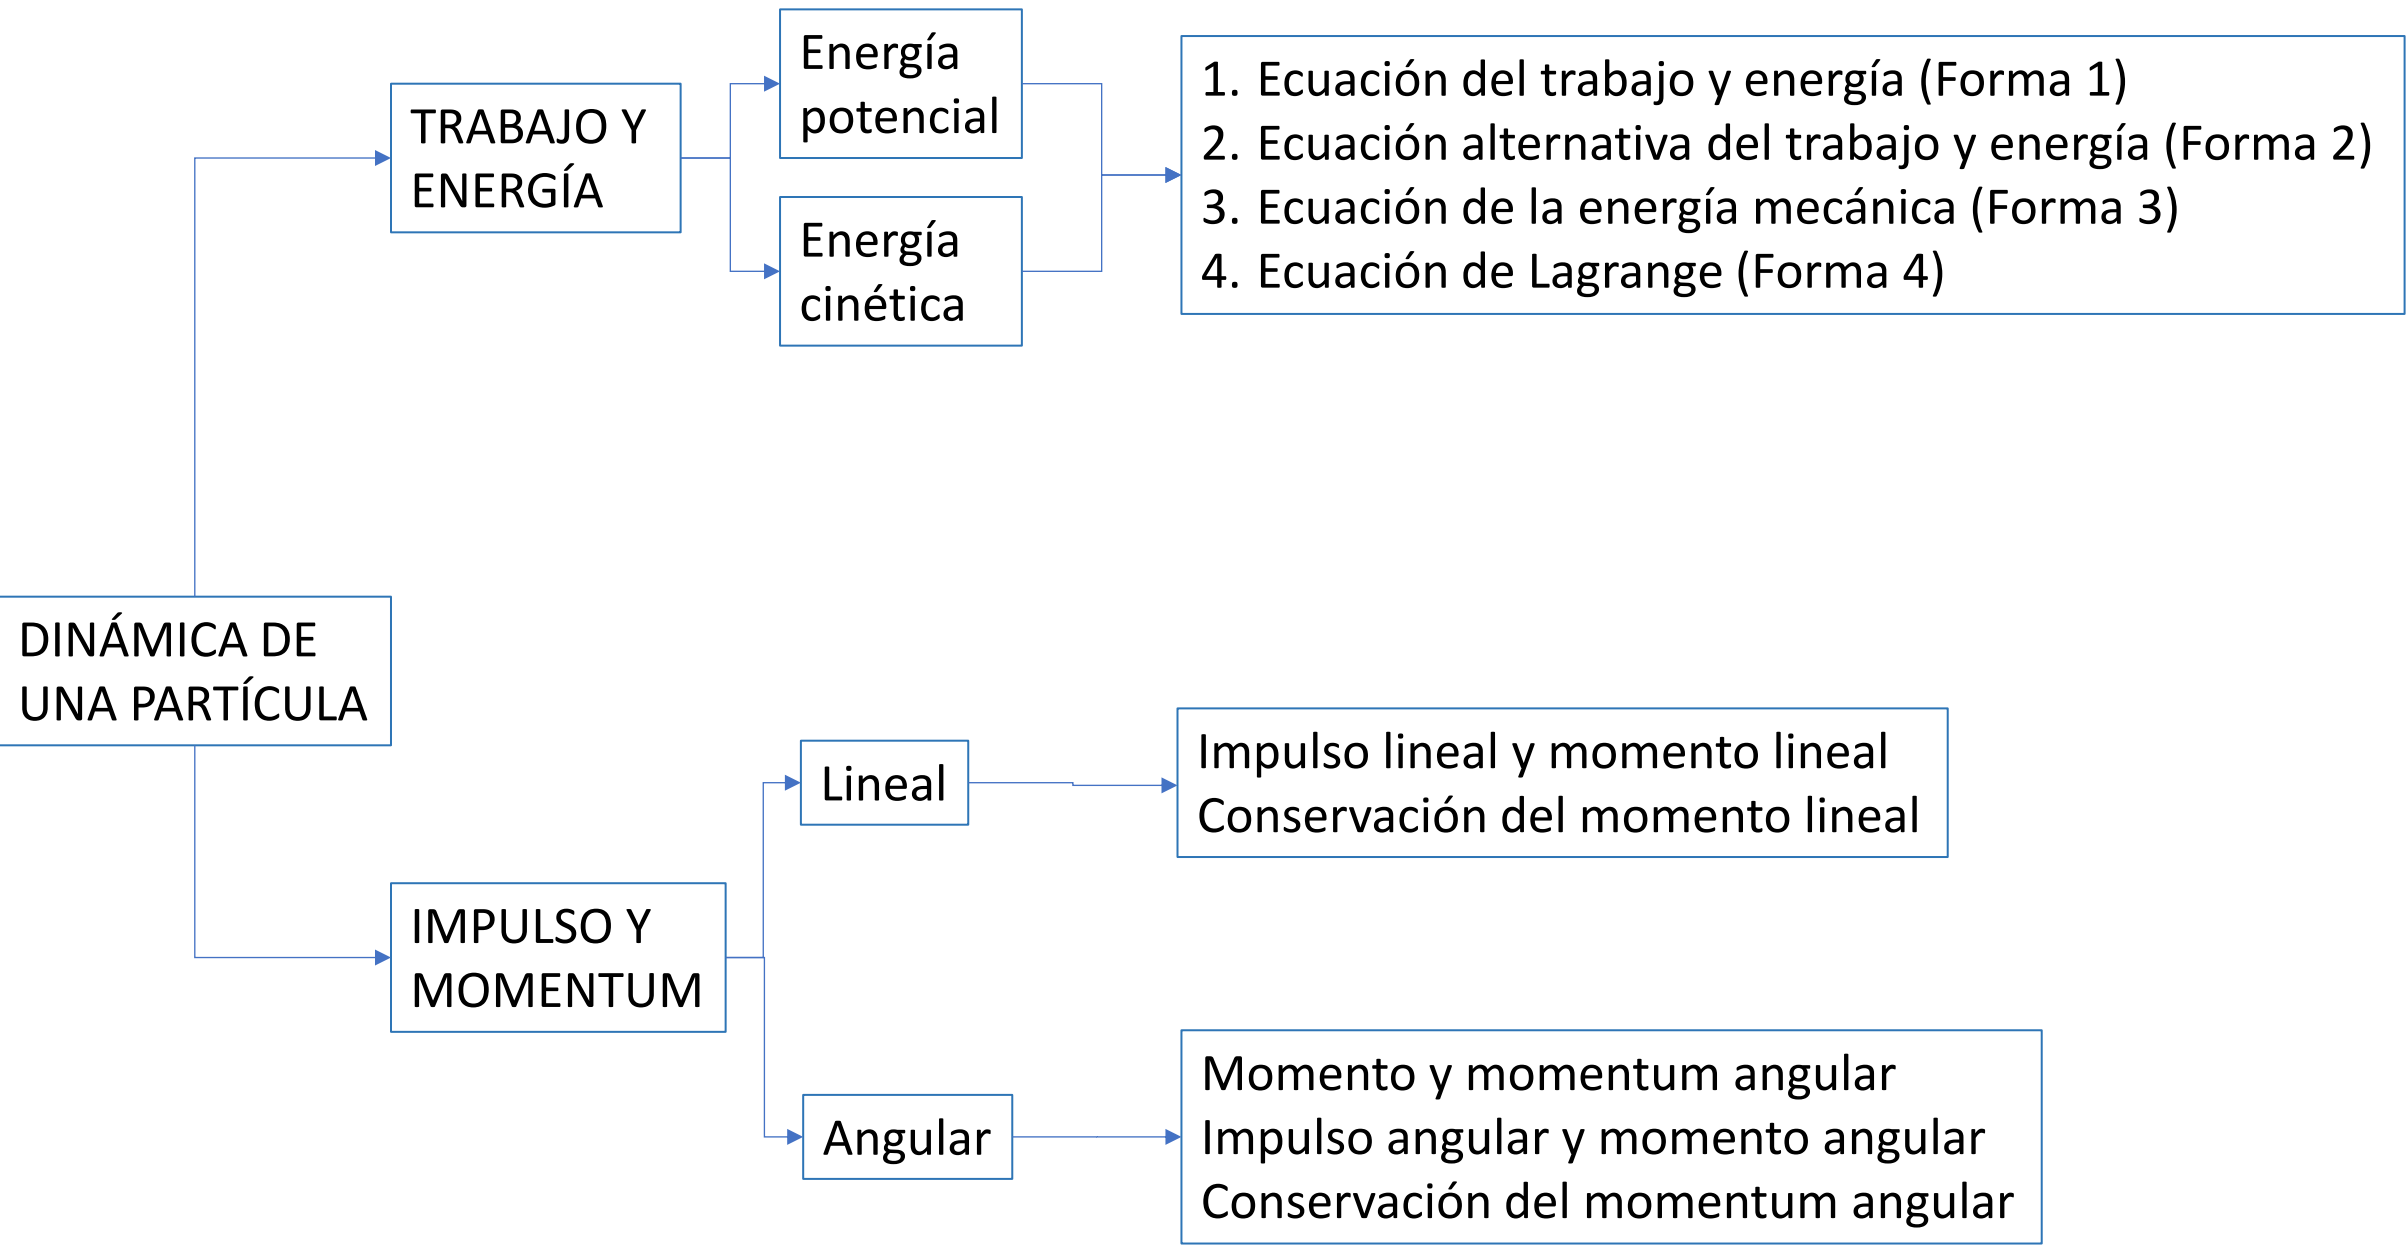 DINÁMICA DE
UNA PARTÍCULA
TRABAJO Y
ENERGÍA
Energía
potencial
Energía
cinética
1. Ecuación del trabajo y energía (Forma 1)
2. Ecuación alternativa del trabajo y energía (Forma 2)
3. Ecuación de la energía mecánica (Forma 3)
4. Ecuación de Lagrange (Forma 4)
IMPULSO Y
MOMENTUM
Lineal
Impulso lineal y momento lineal
Conservación del momento lineal
Angular
Momento y momentum angular
Impulso angular y momento angular
Conservación del momentum angular